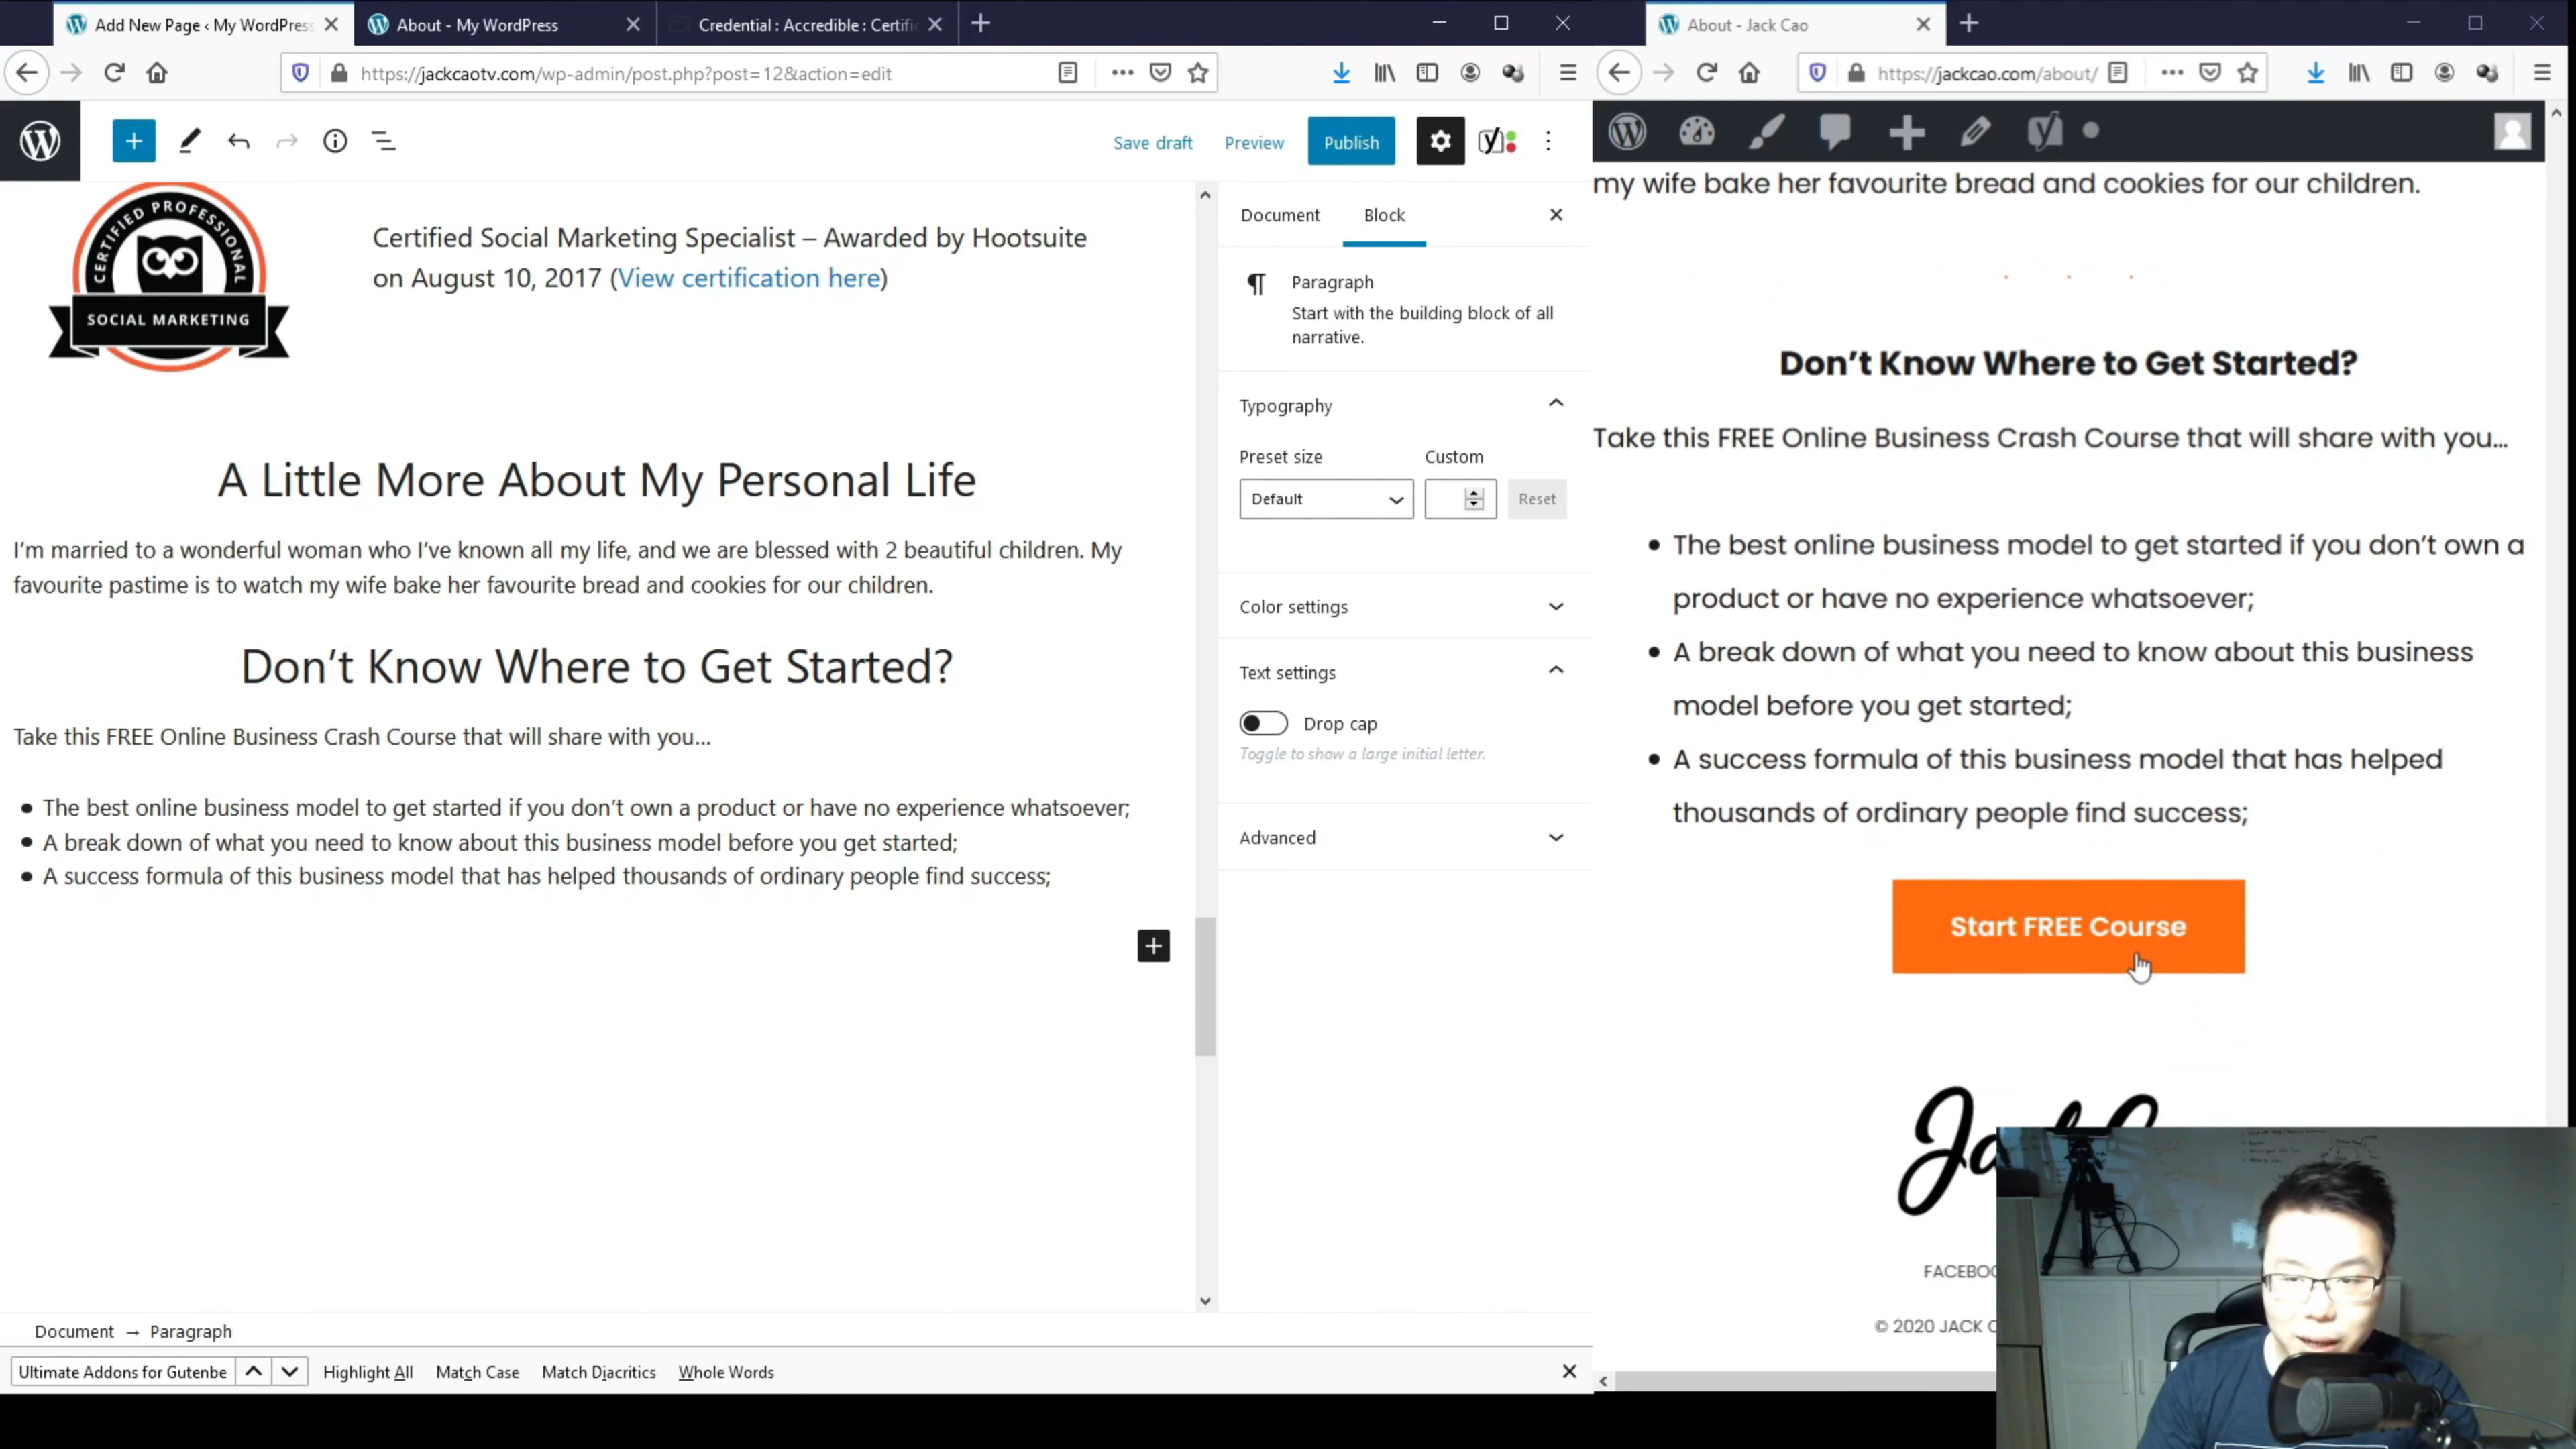 Add New Page ‹ My WordPress
About - My WordPress
Credential : Accredible : Certifi
https://jackcaotv.com/wp-admin/post.php?post=12&action=edit
Save draft
Preview
Publish
CERTIFIED PROFESSIONAL
SOCIAL MARKETING
Certified Social Marketing Specialist – Awarded by Hootsuite
on August 10, 2017 (View certification here)
A Little More About My Personal Life
I'm married to a wonderful woman who I've known all my life, and we are blessed with 2 beautiful children. My
favourite pastime is to watch my wife bake her favourite bread and cookies for our children.
Don't Know Where to Get Started?
Take this FREE Online Business Crash Course that will share with you...
The best online business model to get started if you don't own a product or have no experience whatsoever;
A break down of what you need to know about this business model before you get started;
A success formula of this business model that has helped thousands of ordinary people find success;
Document
Block
Paragraph
Start with the building block of all
narrative.
Typography
Preset size
Custom
Default
Reset
Color settings
Text settings
Drop cap
Toggle to show a large initial letter.
Advanced
Document → Paragraph
Ultimate Addons for Gutenbe
Highlight All
Match Case
Match Diacritics
Whole Words
About - Jack Cao
https://jackcao.com/about/
my wife bake her favourite bread and cookies for our children.
Don't Know Where to Get Started?
Take this FREE Online Business Crash Course that will share with you...
The best online business model to get started if you don't own a
product or have no experience whatsoever;
A break down of what you need to know about this business
model before you get started;
A success formula of this business model that has helped
thousands of ordinary people find success;
Start FREE Course
FACEBOO
© 2020 JACK C